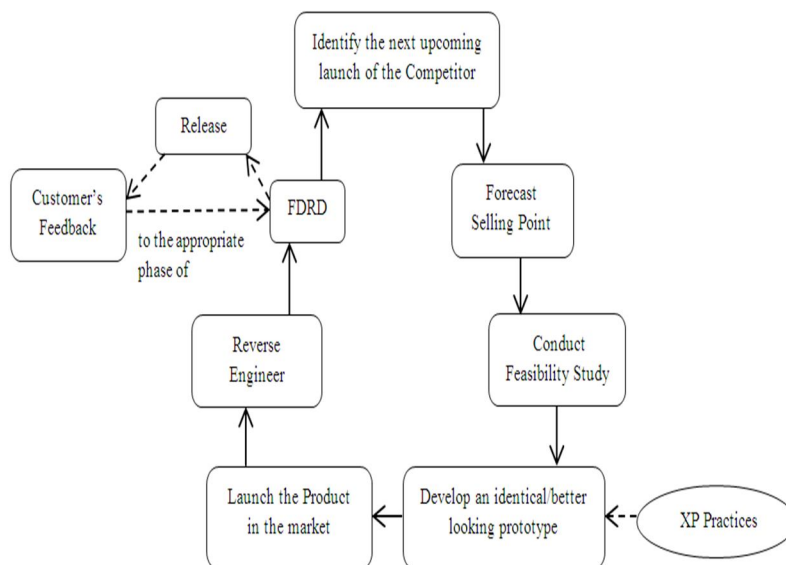 Identify the next upcoming
launch of the Competitor
Release
Customer's
Feedback
FDRD
Forecast
Selling Point
to the appropriate
phase of
Reverse
Engineer
Conduct
Feasibility Study
Launch the Product
in the market
Develop an identical/better
looking prototype
XP Practices